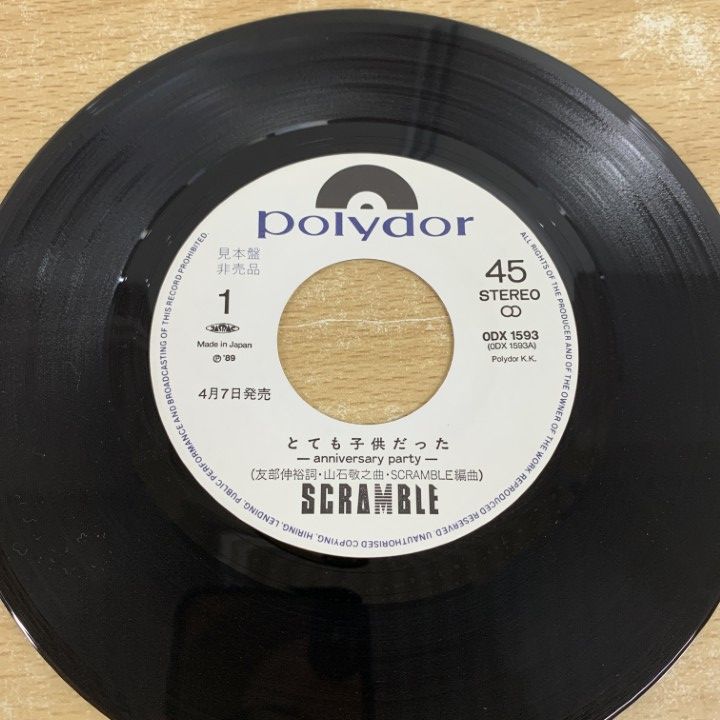 polydor
見本盤
非売品
1
JASRAC
Made in Japan
℗ '89
4月7日発売
45
STEREO
0DX 1593
(0DX 1593A)
Polydor K.K.
とても子供だった
— anniversary party —
(友部伸裕詞・山石敬之曲・SCRAMBLE編曲)
SCRAMBLE
ALL RIGHTS OF THE PRODUCER AND OF THE OWNER OF THE WORK REPRODUCED RESERVED. UNAUTHORISED COPYING, HIRING, LENDING, PUBLIC PERFORMANCE AND BROADCASTING OF THIS RECORD PROHIBITED.